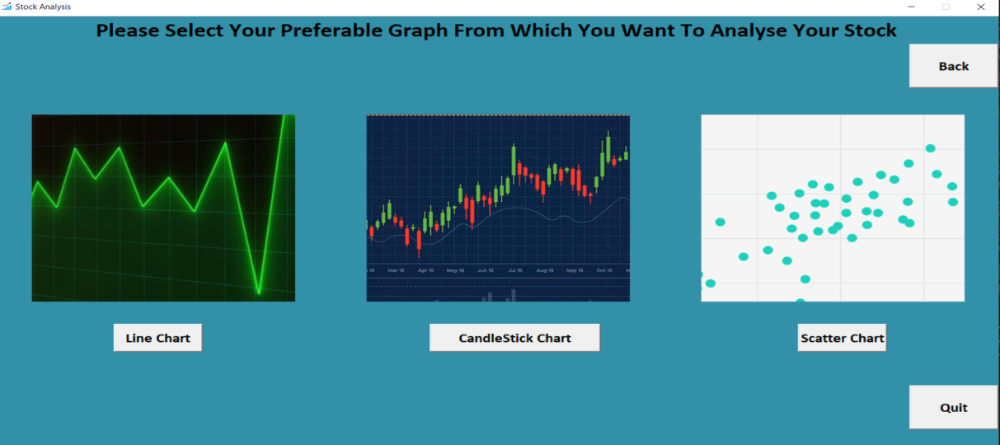 Stock Analysis
Please Select Your Preferable Graph From Which You Want To Analyse Your Stock
Back
15 Mar 15 Apr 15 May 15 Jun 15 Jul 15 Aug 15 Sep 15 Oct 15 N
Line Chart
CandleStick Chart
Scatter Chart
Quit